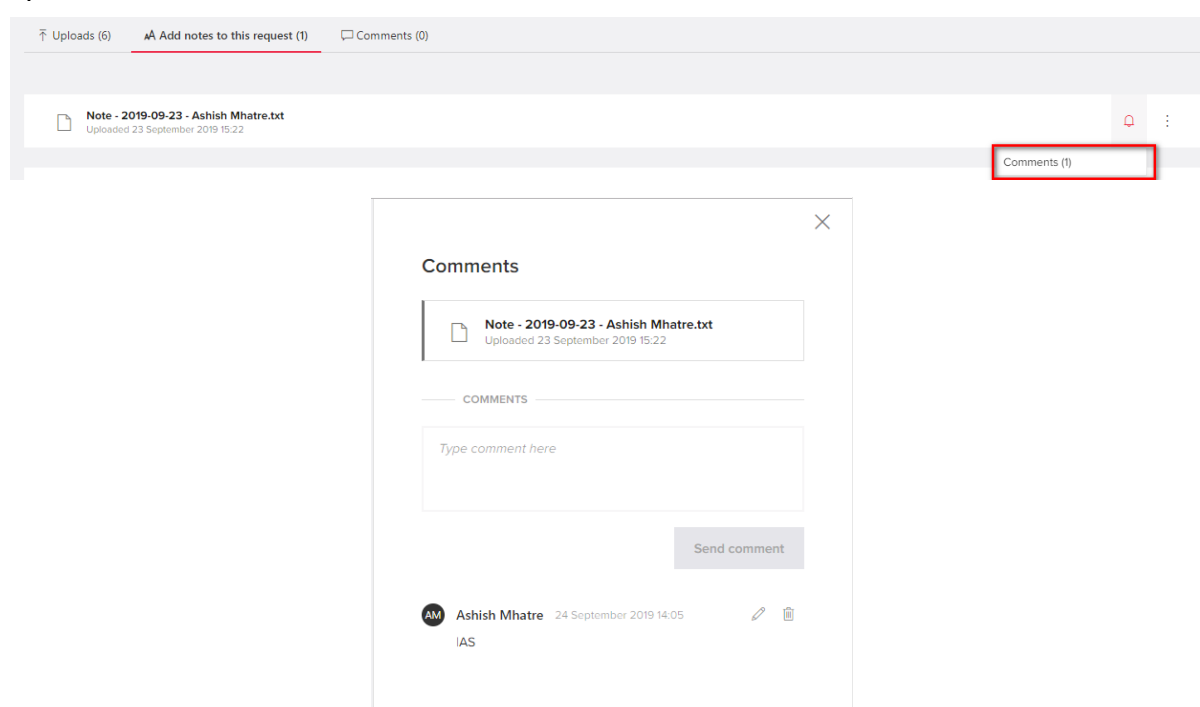 Uploads (6) AA Add notes to this request (1) Comments (0)
Note - 2019-09-23 - Ashish Mhatre.txt
Uploaded 23 September 2019 15:22
Comments (1)
Comments
Note - 2019-09-23 - Ashish Mhatre.txt
Uploaded 23 September 2019 15:22
COMMENTS
Type comment here
Send comment
AM Ashish Mhatre 24 September 2019 14:05
IAS